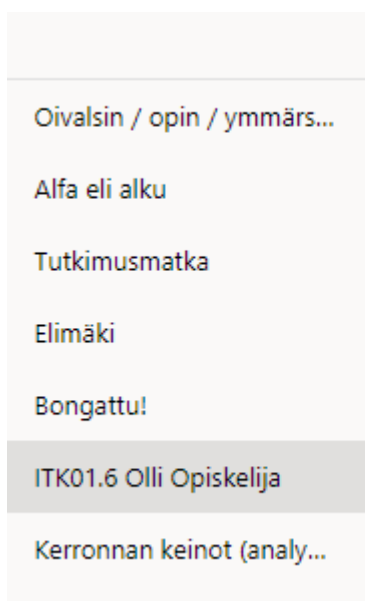 Oivalsin / opin / ymmärs...
Alfa eli alku
Tutkimusmatka
Elimäki
Bongattu!
ITK01.6 Olli Opiskelija
Kerronnan keinot (analy...